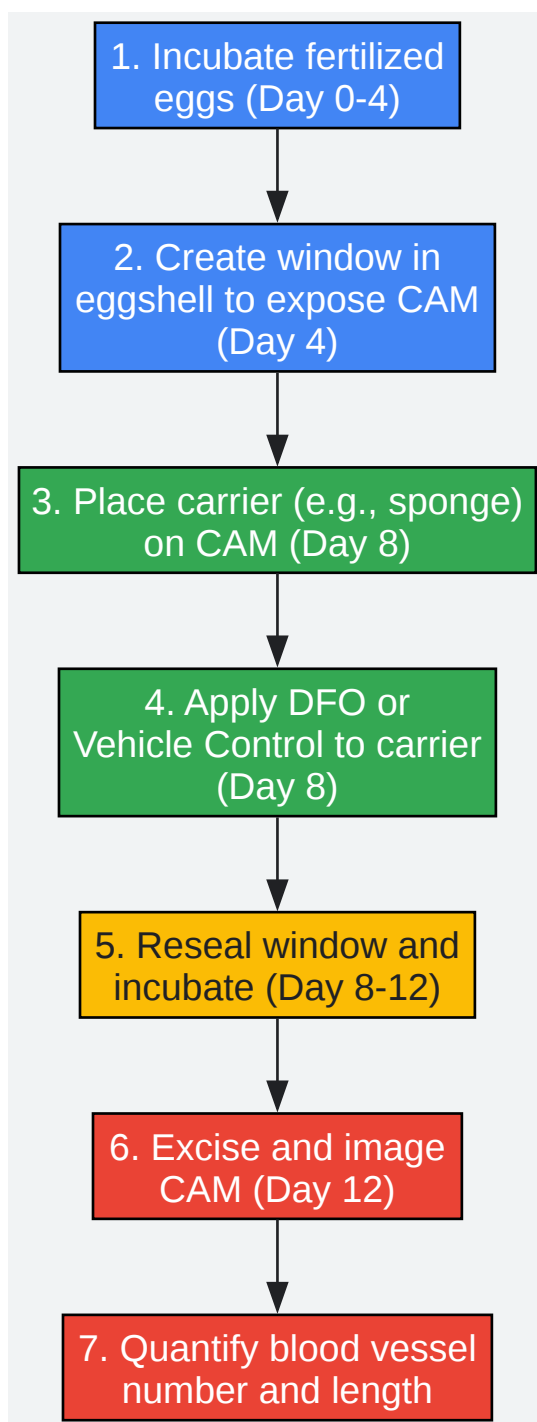 1. Incubate fertilized
eggs (Day 0-4)
2. Create window in
eggshell to expose CAM
(Day 4)
3. Place carrier (e.g., sponge)
on CAM (Day 8)
4. Apply DFO or
Vehicle Control to carrier
(Day 8)
5. Reseal window and
incubate (Day 8-12)
6. Excise and image
CAM (Day 12)
7. Quantify blood vessel
number and length